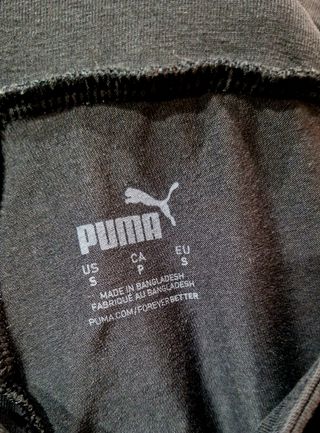 PUMA
US CA EU
S P S
MADE IN BANGLADESH
FABRIQUÉ AU BANGLADESH
PUMA.COM/FOREVERBETTER